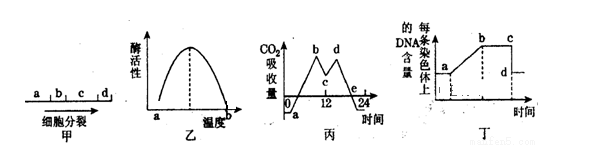 a b c d
细胞分裂
甲
酶活性
a b
温度
乙
CO₂
吸收量
b d
c
a e
0 12 24
时间
丙
每条染色体上
的DNA含量
a b c
d
时间
丁